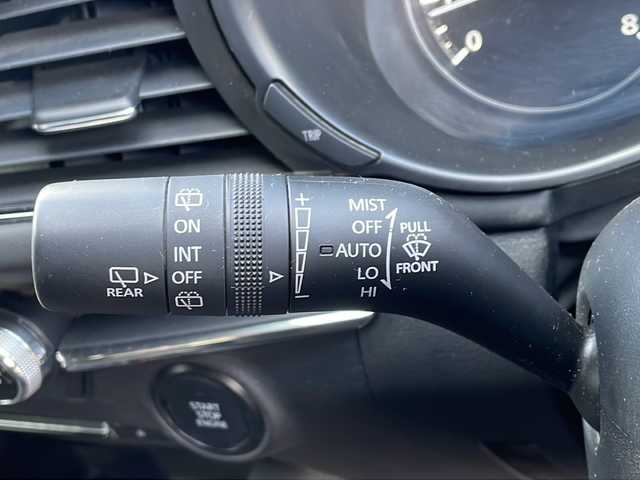 0
8
TRIP
ON
INT
OFF
REAR
+
-
MIST
OFF
AUTO
LO
HI
PULL
FRONT
START
STOP
ENGINE